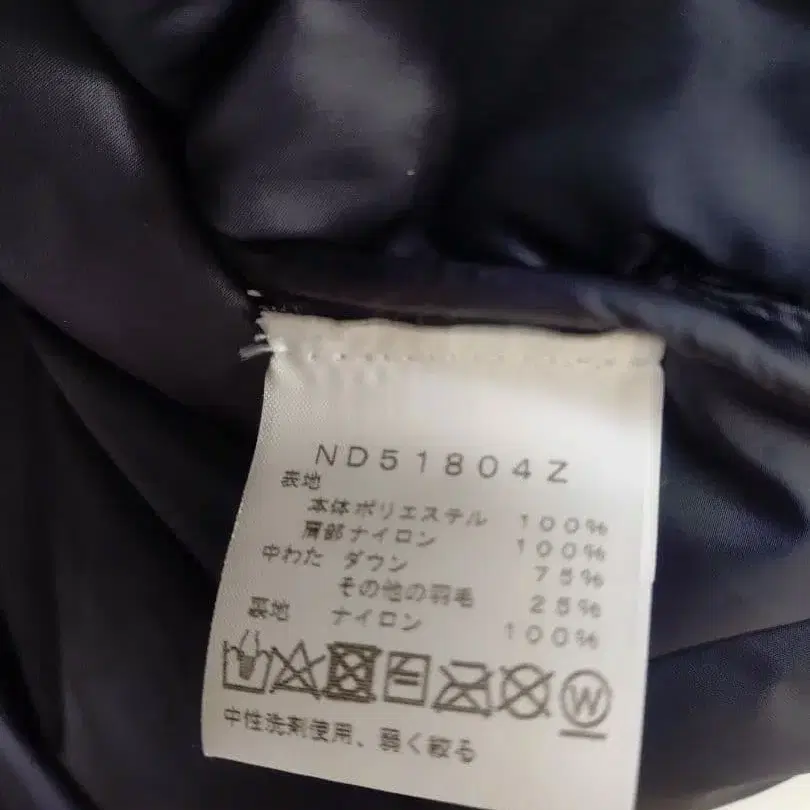 ND51804Z
表地
本体ポリエステル 100%
肩部ナイロン 100%
中わた ダウン 75%
その他の羽毛 25%
裏地 ナイロン 100%
W
中性洗剤使用、弱く絞る